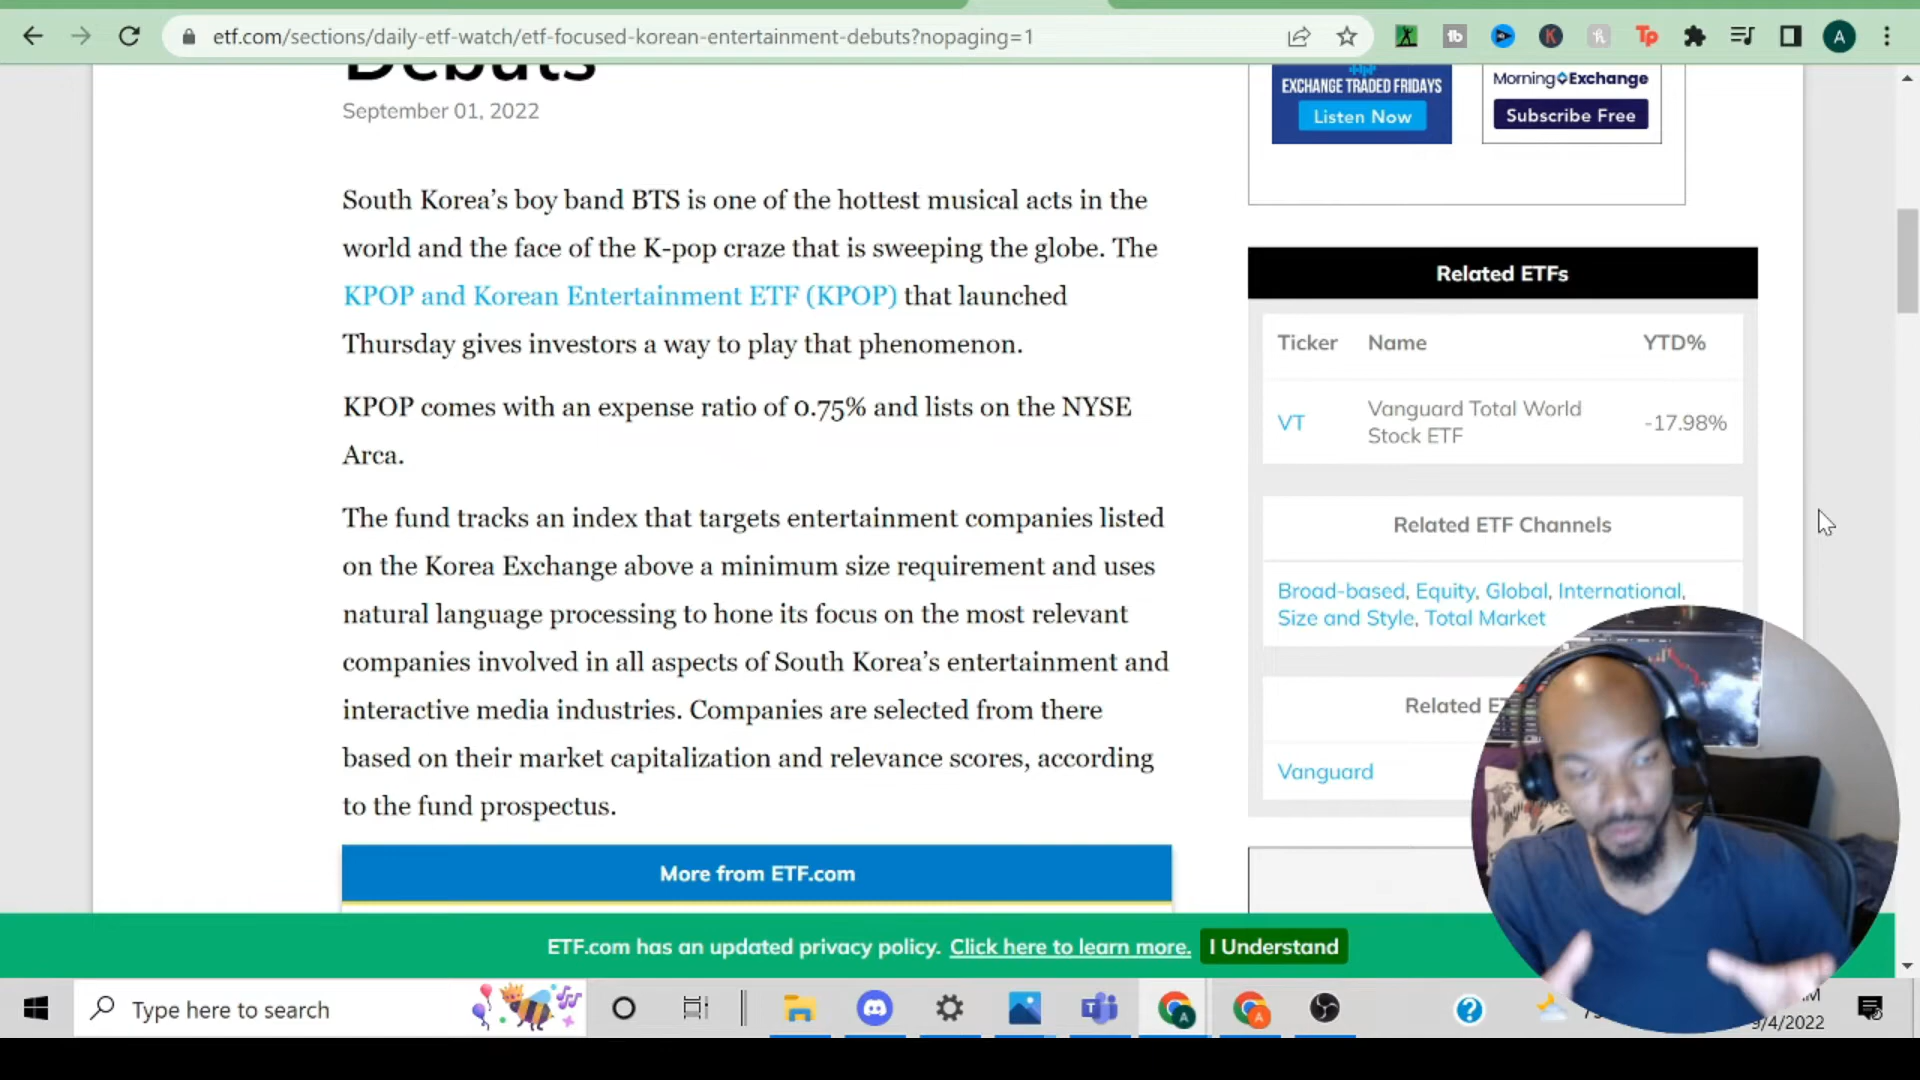 etf.com/sections/daily-etf-watch/etf-focused-korean-entertainment-debuts?nopaging=1
tb
K
h
Tp
A
Debuts
September 01, 2022
South Korea’s boy band BTS is one of the hottest musical acts in the
world and the face of the K-pop craze that is sweeping the globe. The
KPOP and Korean Entertainment ETF (KPOP) that launched
Thursday gives investors a way to play that phenomenon.
KPOP comes with an expense ratio of 0.75% and lists on the NYSE
Arca.
The fund tracks an index that targets entertainment companies listed
on the Korea Exchange above a minimum size requirement and uses
natural language processing to hone its focus on the most relevant
companies involved in all aspects of South Korea’s entertainment and
interactive media industries. Companies are selected from there
based on their market capitalization and relevance scores, according
to the fund prospectus.
More from ETF.com
EXCHANGE TRADED FRIDAYS
Listen Now
Morning Exchange
Subscribe Free
Related ETFs
Ticker Name YTD%
VT Vanguard Total World
Stock ETF -17.98%
Related ETF Channels
Broad-based, Equity, Global, International,
Size and Style, Total Market
Related
Vanguard
ETF.com has an updated privacy policy. Click here to learn more. I Understand
Type here to search
A
A
9/4/2022